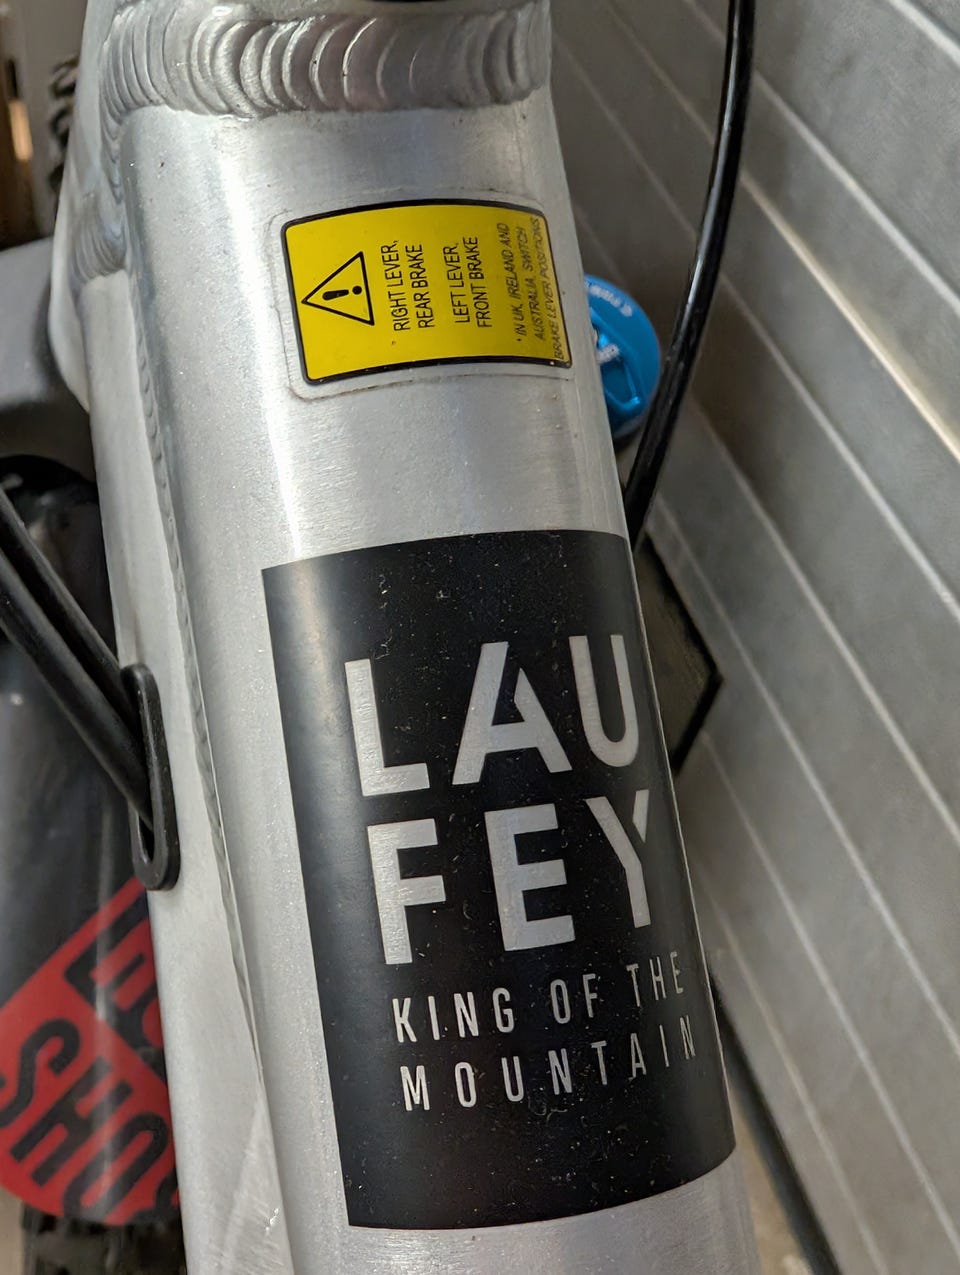 RIGHT LEVER,
REAR BRAKE
LEFT LEVER,
FRONT BRAKE
* IN UK, IRELAND AND
AUSTRALIA, SWITCH
BRAKE LEVER POSITIONS.
LAU
FEY
KING OF THE
MOUNTAIN